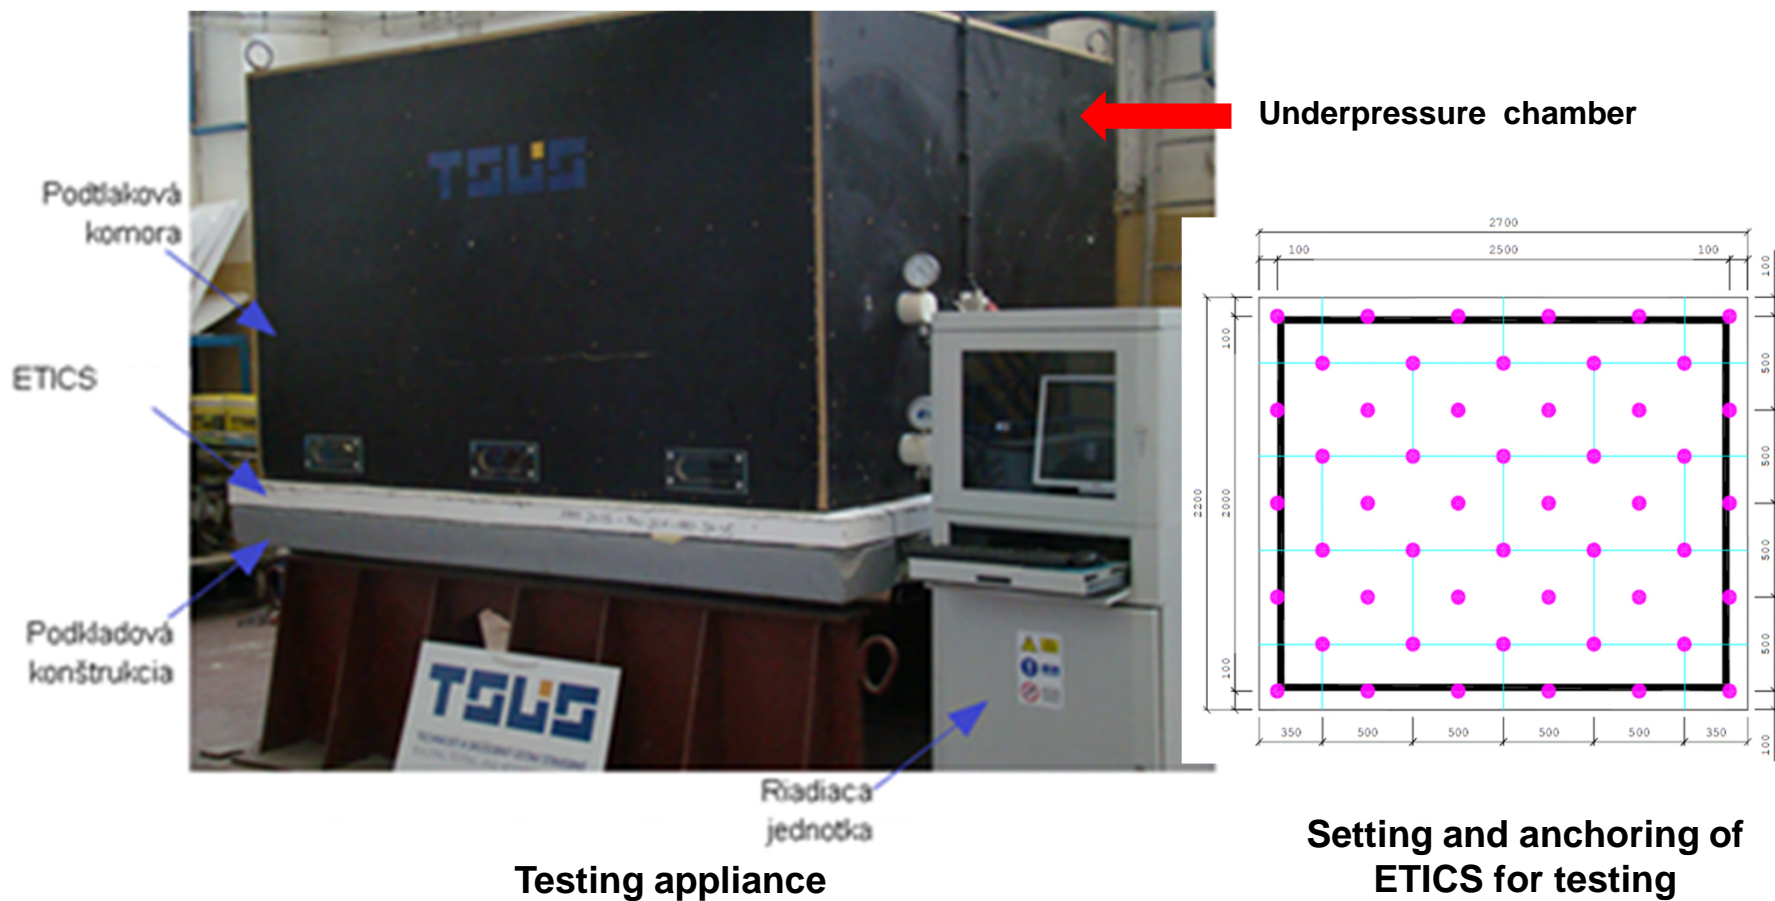 Underpressure chamber
TSUS
Podtlaková
komora
ETICS
Podkladová
konštrukcia
TSUS
Riadiaca
jednotka
Testing appliance
2700
100
2500
100
100
100
500
500
2200
2000
500
100
500
350
500
500
500
500
350
100
Setting and anchoring of
ETICS for testing